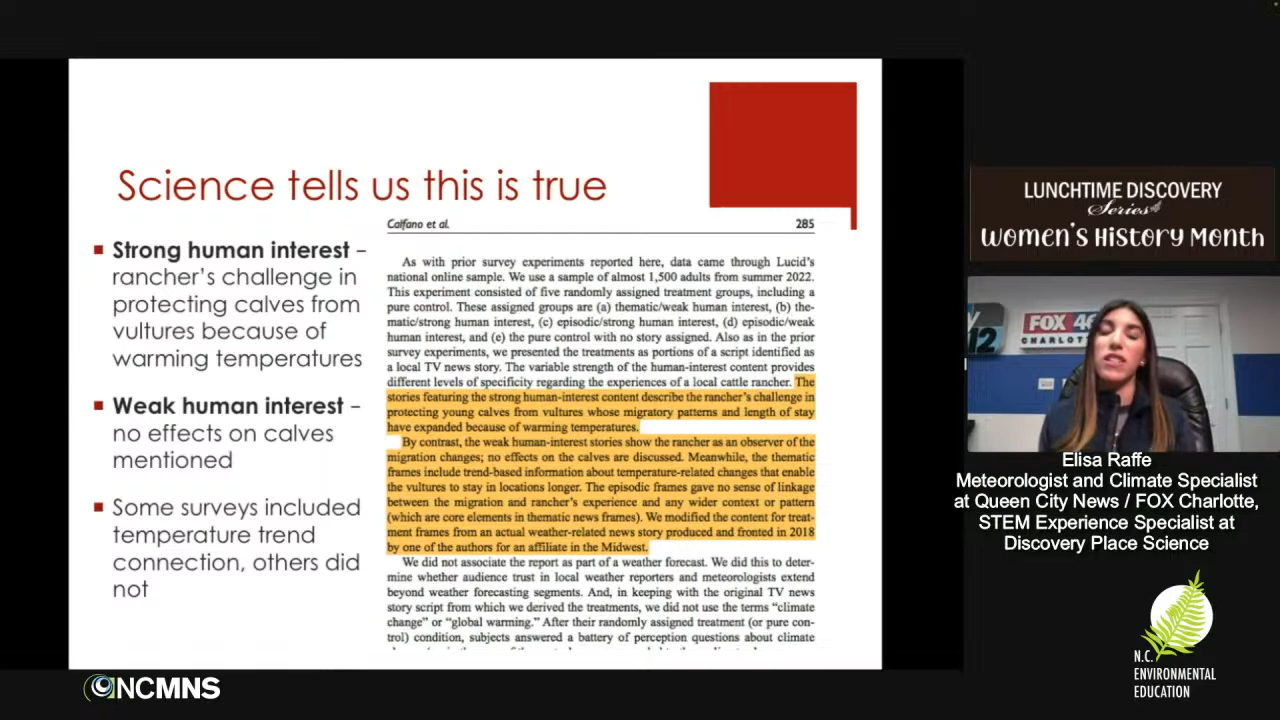 Science tells us this is true
Strong human interest –
rancher's challenge in
protecting calves from
vultures because of
warming temperatures
Weak human interest –
no effects on calves
mentioned
Some surveys included
temperature trend
connection, others did
not
Calfano et al.
285
As with prior survey experiments reported here, data came through Lucid's
national online sample. We use a sample of almost 1,500 adults from summer 2022.
This experiment consisted of five randomly assigned treatment groups, including a
pure control. These assigned groups are (a) thematic/weak human interest, (b) the-
matic/strong human interest, (c) episodic/strong human interest, (d) episodic/weak
human interest, and (e) the pure control with no story assigned. Also as in the prior
survey experiments, we presented the treatments as portions of a script identified as
a local TV news story. The variable strength of the human-interest content provides
different levels of specificity regarding the experiences of a local cattle rancher. The
stories featuring the strong human-interest content describe the rancher's challenge in
protecting young calves from vultures whose migratory patterns and length of stay
have expanded because of warming temperatures.
By contrast, the weak human-interest stories show the rancher as an observer of the
migration changes; no effects on the calves are discussed. Meanwhile, the thematic
frames include trend-based information about temperature-related changes that enable
the vultures to stay in locations longer. The episodic frames gave no sense of linkage
between the migration and rancher's experience and any wider context or pattern
(which are core elements in thematic news frames). We modified the content for treat-
ment frames from an actual weather-related news story produced and fronted in 2018
by one of the authors for an affiliate in the Midwest.
We did not associate the report as part of a weather forecast. We did this to deter-
mine whether audience trust in local weather reporters and meteorologists extend
beyond weather forecasting segments. And, in keeping with the original TV news
story script from which we derived the treatments, we did not use the terms "climate
change" or "global warming." After their randomly assigned treatment (or pure con-
trol) condition, subjects answered a battery of perception questions about climate
LUNCHTIME DISCOVERY
Series
WOMEN'S HISTORY MONTH
12
FOX 46
CHARLOTTE
Elisa Raffe
Meteorologist and Climate Specialist
at Queen City News / FOX Charlotte,
STEM Experience Specialist at
Discovery Place Science
NCMNS
N.C.
ENVIRONMENTAL
EDUCATION